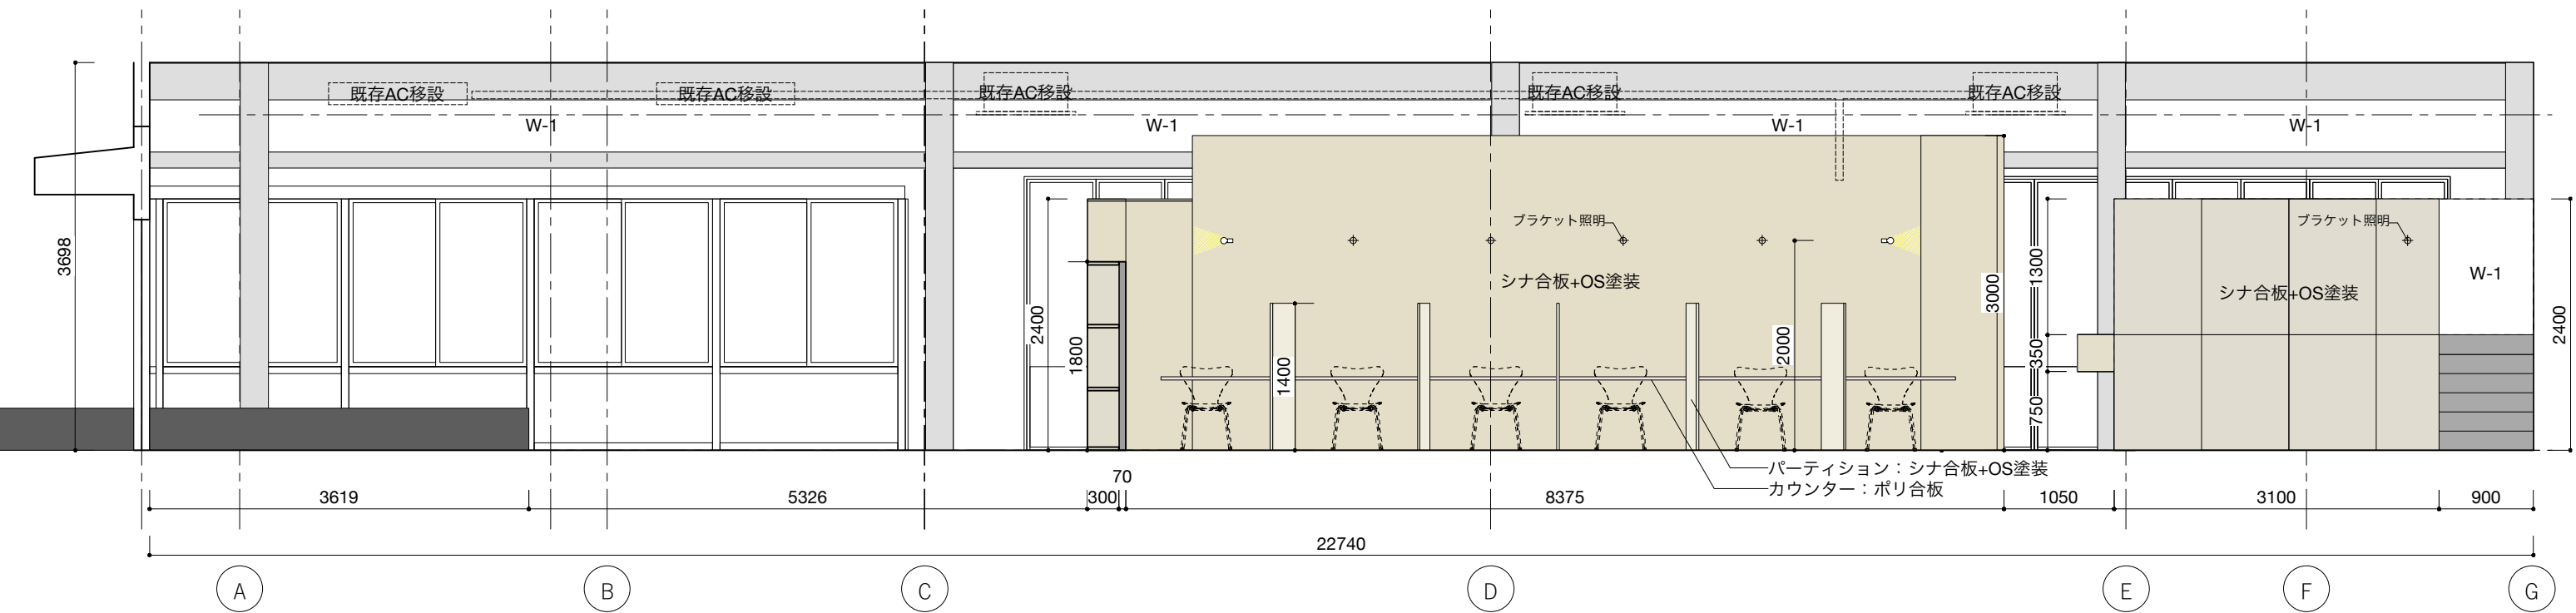 既存AC移設
既存AC移設
既存AC移設
既存AC移設
既存AC移設
W-1
W-1
W-1
W-1
ブラケット照明
ブラケット照明
シナ合板+OS塗装
シナ合板+OS塗装
W-1
3698
2400
1800
1400
2000
3000
1300
350
750
2400
パーティション：シナ合板+OS塗装
カウンター：ポリ合板
70
3619
5326
300
8375
1050
3100
900
22740
A
B
C
D
E
F
G